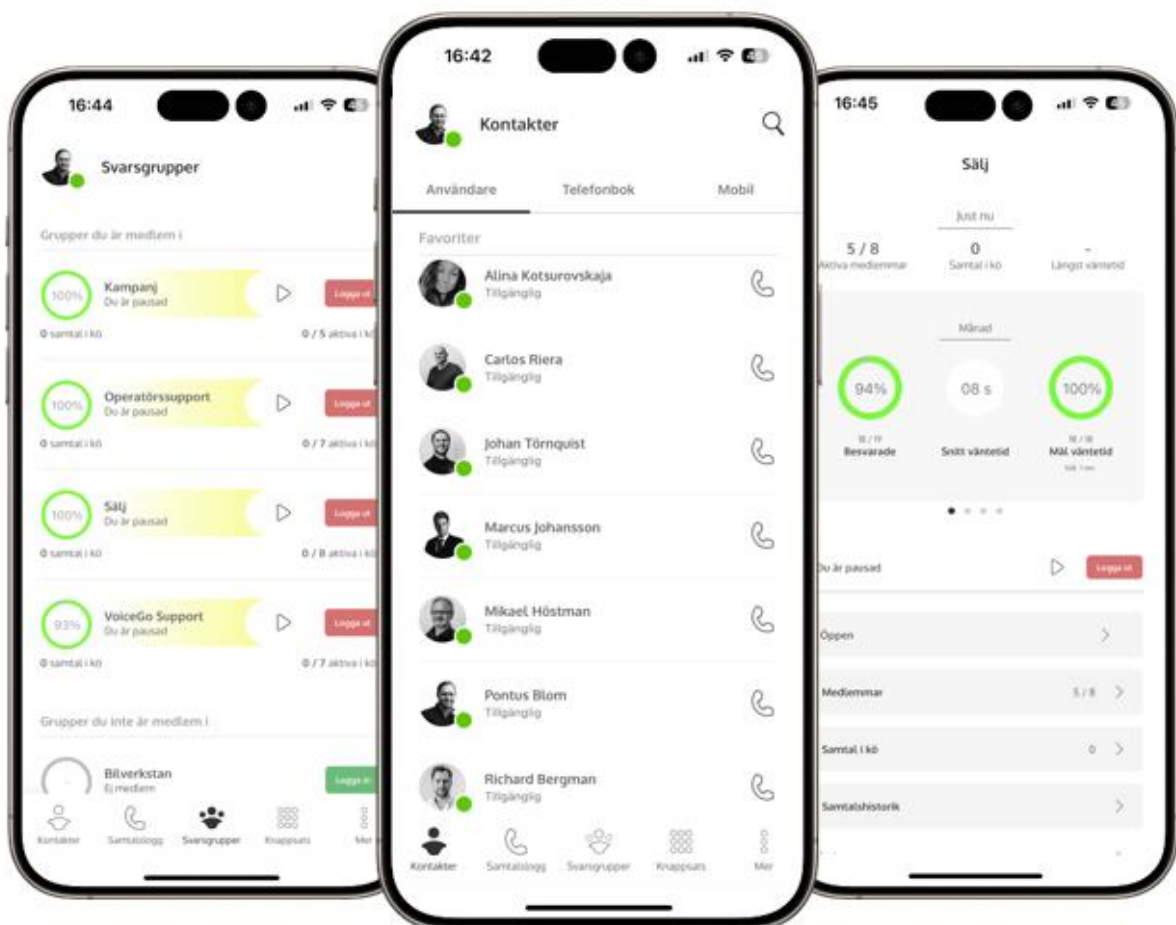 16:44
Svarsgrupper
Grupper du är medlem i
100%
Kampanj
Du är pausad
Logga ut
0 samtal i kö
0 / 5 aktiva i kö
100%
Operatörssupport
Du är pausad
Logga ut
0 samtal i kö
0 / 7 aktiva i kö
100%
Sälj
Du är pausad
Logga ut
0 samtal i kö
0 / 8 aktiva i kö
93%
VoiceGo Support
Du är pausad
Logga ut
0 samtal i kö
0 / 7 aktiva i kö
Grupper du inte är medlem i
Bilverkstan
Ej medlem
Logga in
Kontakter
Samtalslogg
Svarsgrupper
Knappsats
Mer
16:42
46
Kontakter
Användare
Telefonbok
Mobil
Favoriter
Alina Kotsurovskaja
Tillgänglig
Carlos Riera
Tillgänglig
Johan Törnquist
Tillgänglig
Marcus Johansson
Tillgänglig
Mikael Höstman
Tillgänglig
Pontus Blom
Tillgänglig
Richard Bergman
Tillgänglig
Kontakter
Samtalslogg
Svarsgrupper
Knappsats
Mer
16:45
Sälj
Just nu
5 / 8
Aktiva medlemmar
0
Samtal i kö
-
Längst väntetid
Månad
94%
18 / 19
Besvarade
08 s
Snitt väntetid
100%
18 / 18
Mål väntetid
Du är pausad
Logga ut
Öppen
Medlemmar
5 / 8
Samtal i kö
0
Samtalshistorik